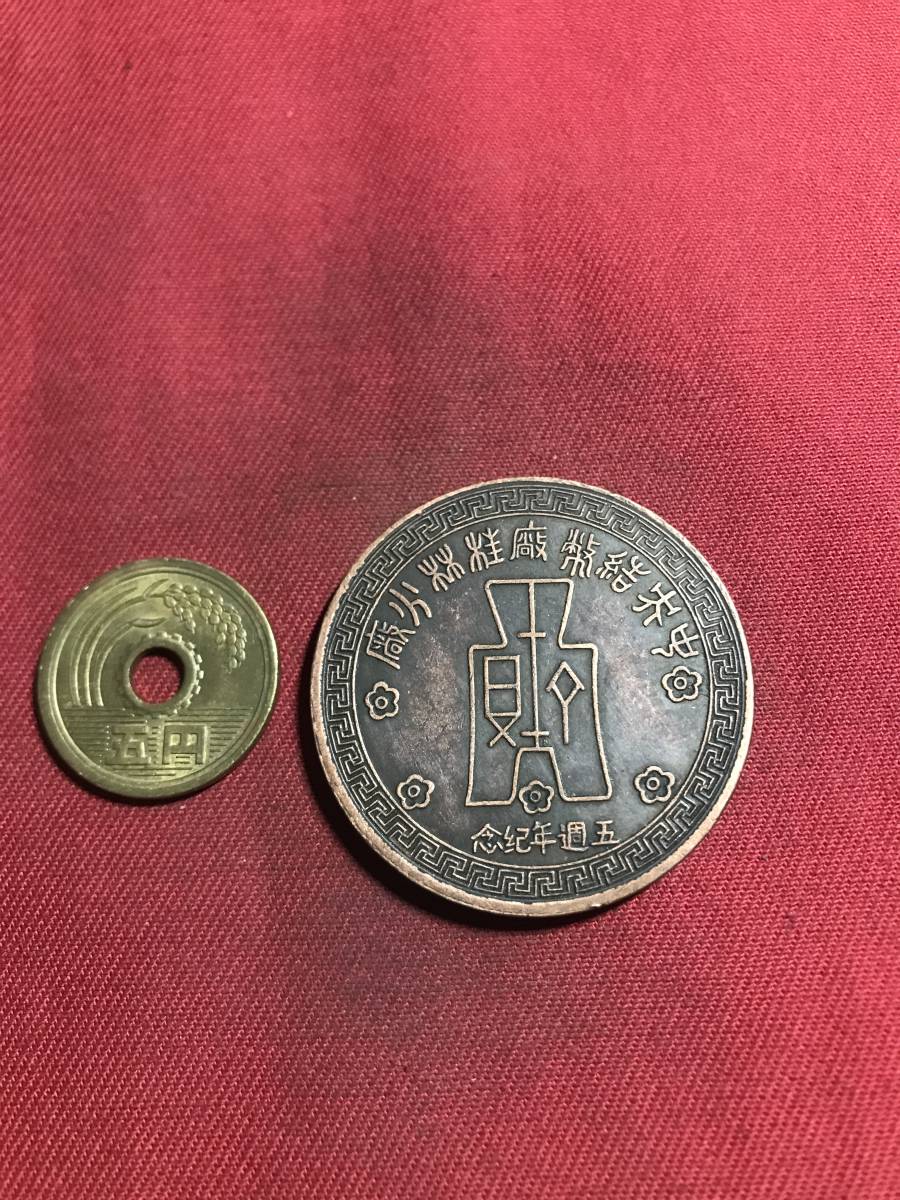 五円
中央造幣廠桂林分廠
五週年紀念